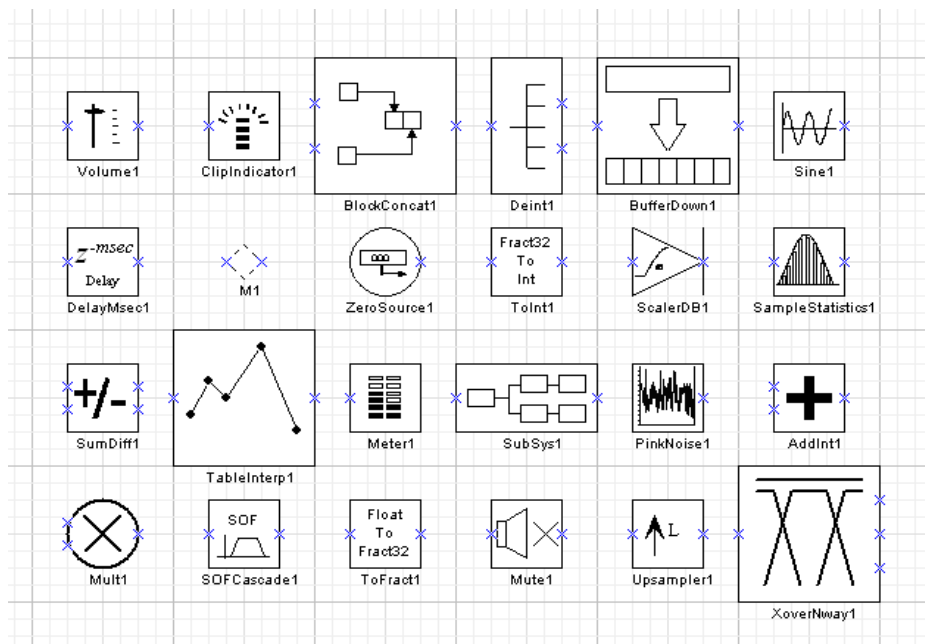 Volume1
ClipIndicator1
BlockConcat1
Deint1
BufferDown1
Sine1
z^-msec
Delay
DelayMsec1
M1
ZeroSource1
Fract32
To
Int
ToInt1
ScalerDB1
SampleStatistics1
+/-
SumDiff1
TableInterp1
Meter1
SubSys1
PinkNoise1
AddInt1
Mult1
SOF
SOFCascade1
Float
To
Fract32
ToFract1
Mute1
L
Upsampler1
XoverNway1